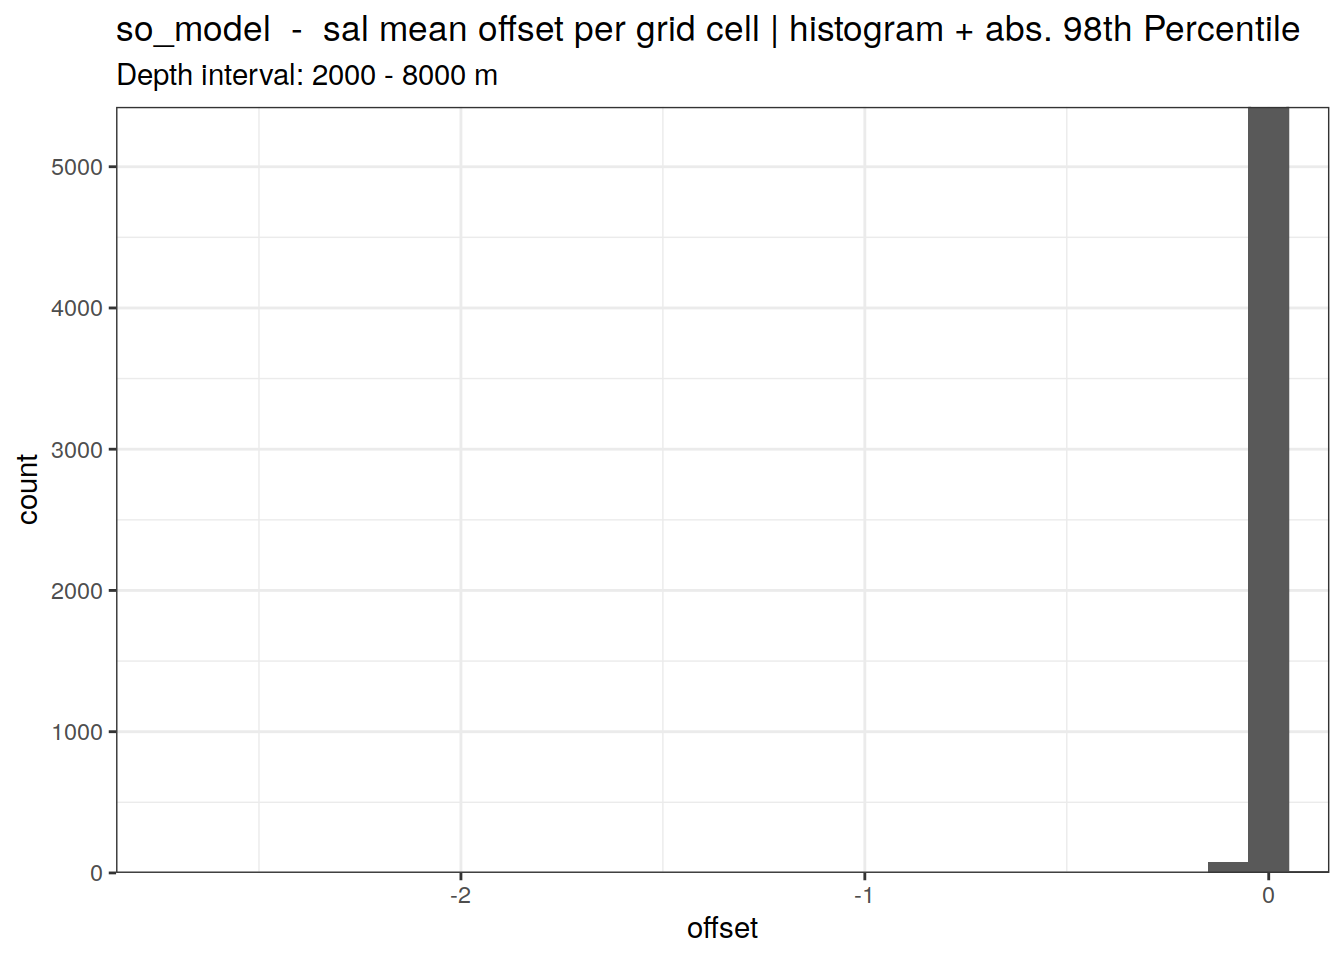 so_model  -  sal mean offset per grid cell | histogram + abs. 98th Percentile
Depth interval: 2000 - 8000 m
5000
4000
3000
2000
1000
0
count
-2
-1
0
offset